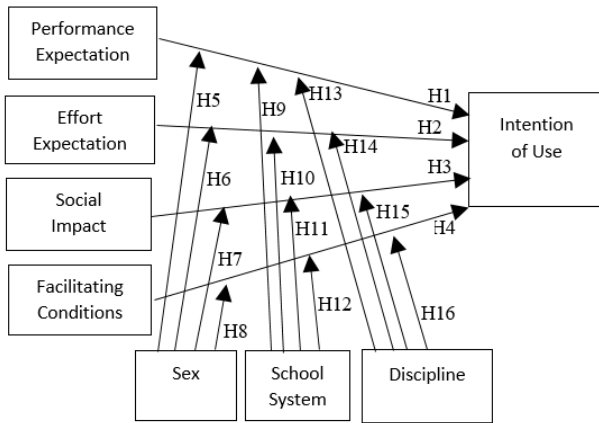 Performance
Expectation
H1
H5
H9
H13
Effort
Expectation
H2
Intention
of Use
H14
H6
H10
H3
Social
Impact
H15
H11
H4
H7
Facilitating
Conditions
H12
H16
H8
Sex
School
System
Discipline